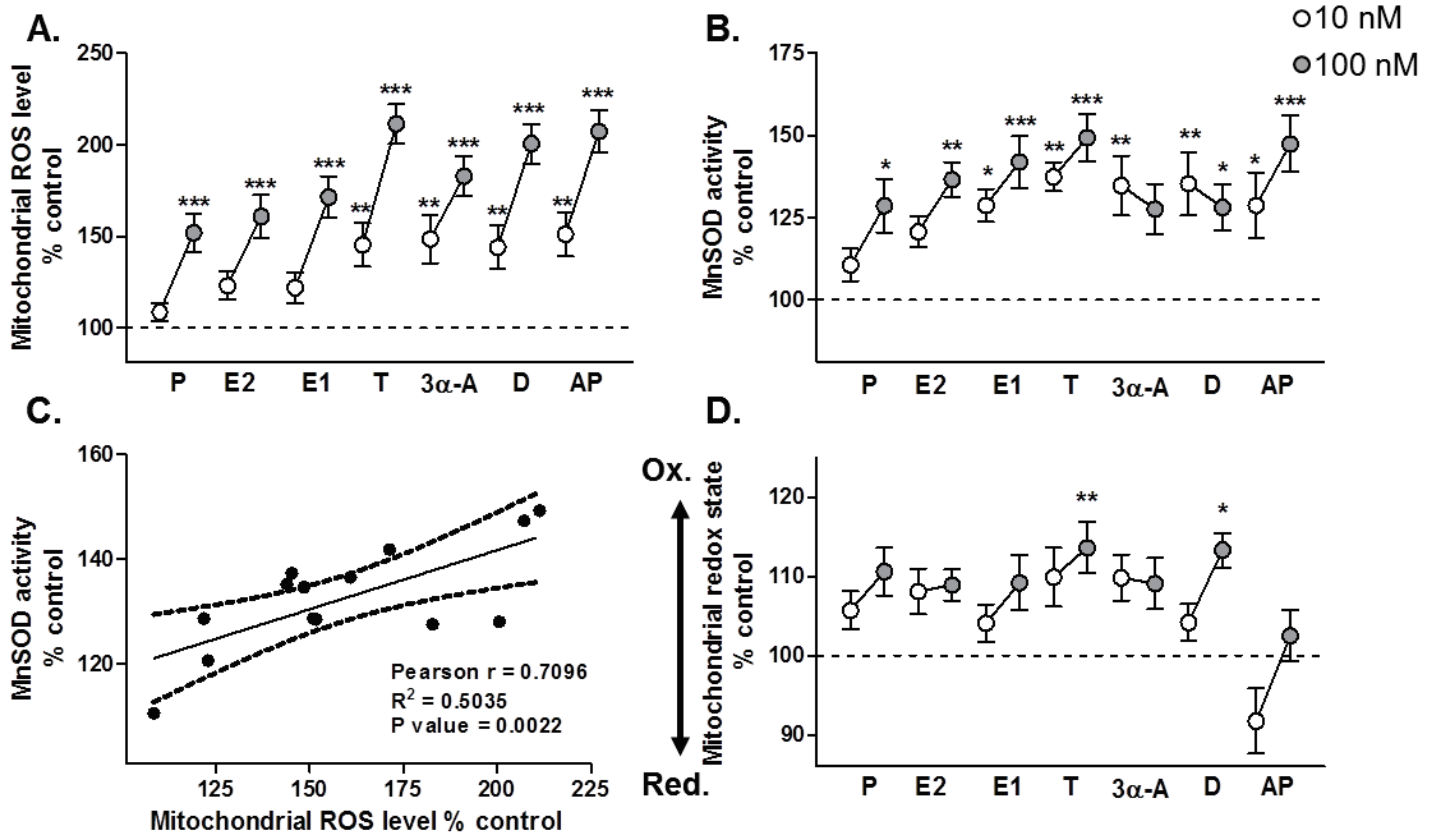 A.
250
200
150
100
Mitochondrial ROS level
% control
***
***
***
**
***
**
***
**
***
**
***
P E2 E1 T 3α-A D AP
B.
○ 10 nM
● 100 nM
175
150
125
100
MnSOD activity
% control
*
**
*
***
**
***
**
**
*
*
***
P E2 E1 T 3α-A D AP
C.
160
140
120
MnSOD activity
% control
Pearson r = 0.7096
R² = 0.5035
P value = 0.0022
125 150 175 200 225
Mitochondrial ROS level % control
D.
Ox.
Red.
Mitochondrial redox state
% control
120
110
100
90
**
*
P E2 E1 T 3α-A D AP